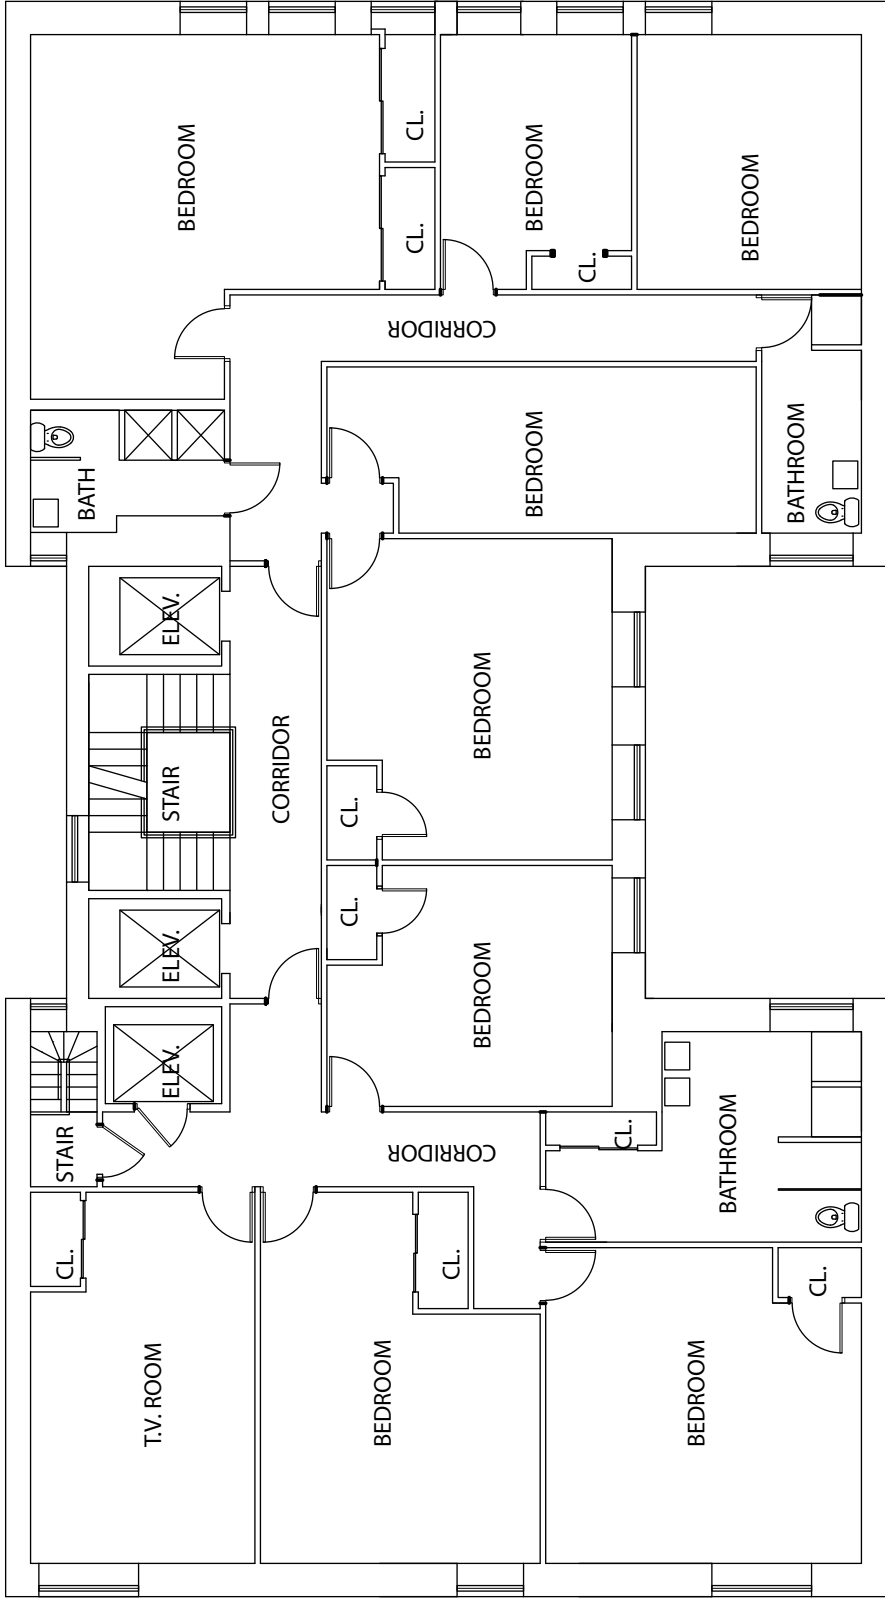 BEDROOM
CL.
CL.
BEDROOM
CL.
BEDROOM
CORRIDOR
BATH
BEDROOM
BATHROOM
ELEV.
STAIR
CORRIDOR
BEDROOM
CL.
CL.
ELEV.
BEDROOM
ELEV.
STAIR
CORRIDOR
CL.
BATHROOM
CL.
CL.
CL.
T.V. ROOM
BEDROOM
BEDROOM